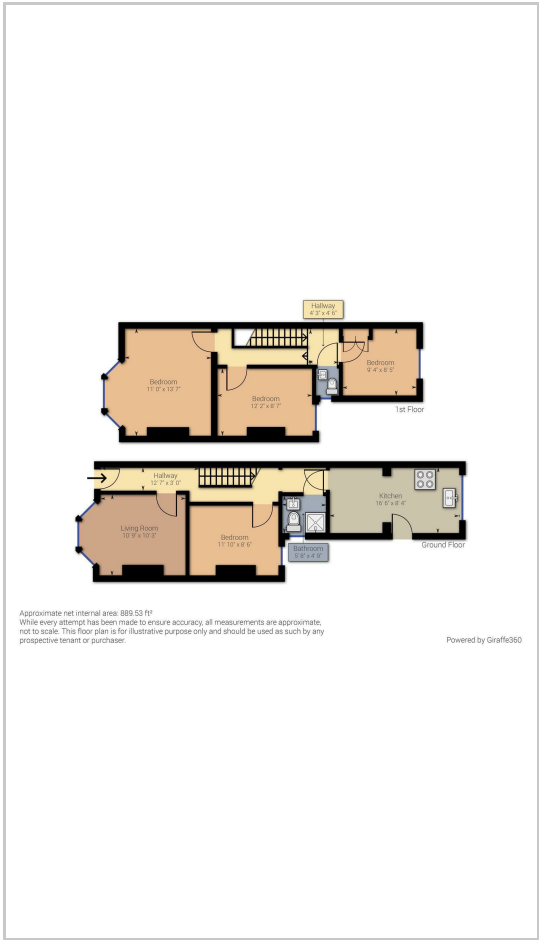 Hallway
4' 3" x 4' 6"
Bedroom
11' 0" x 13' 7"
Bedroom
12' 2" x 8' 7"
Bedroom
9' 4" x 8' 5"
1st Floor
Hallway
12' 7" x 3' 0"
Living Room
10' 9" x 10' 3"
Bedroom
11' 10" x 8' 6"
Bathroom
5' 8" x 4' 9"
Kitchen
16' 6" x 8' 4"
Ground Floor
Approximate net internal area: 889.53 ft²
While every attempt has been made to ensure accuracy, all measurements are approximate,
not to scale. This floor plan is for illustrative purpose only and should be used as such by any
prospective tenant or purchaser.
Powered by Giraffe360